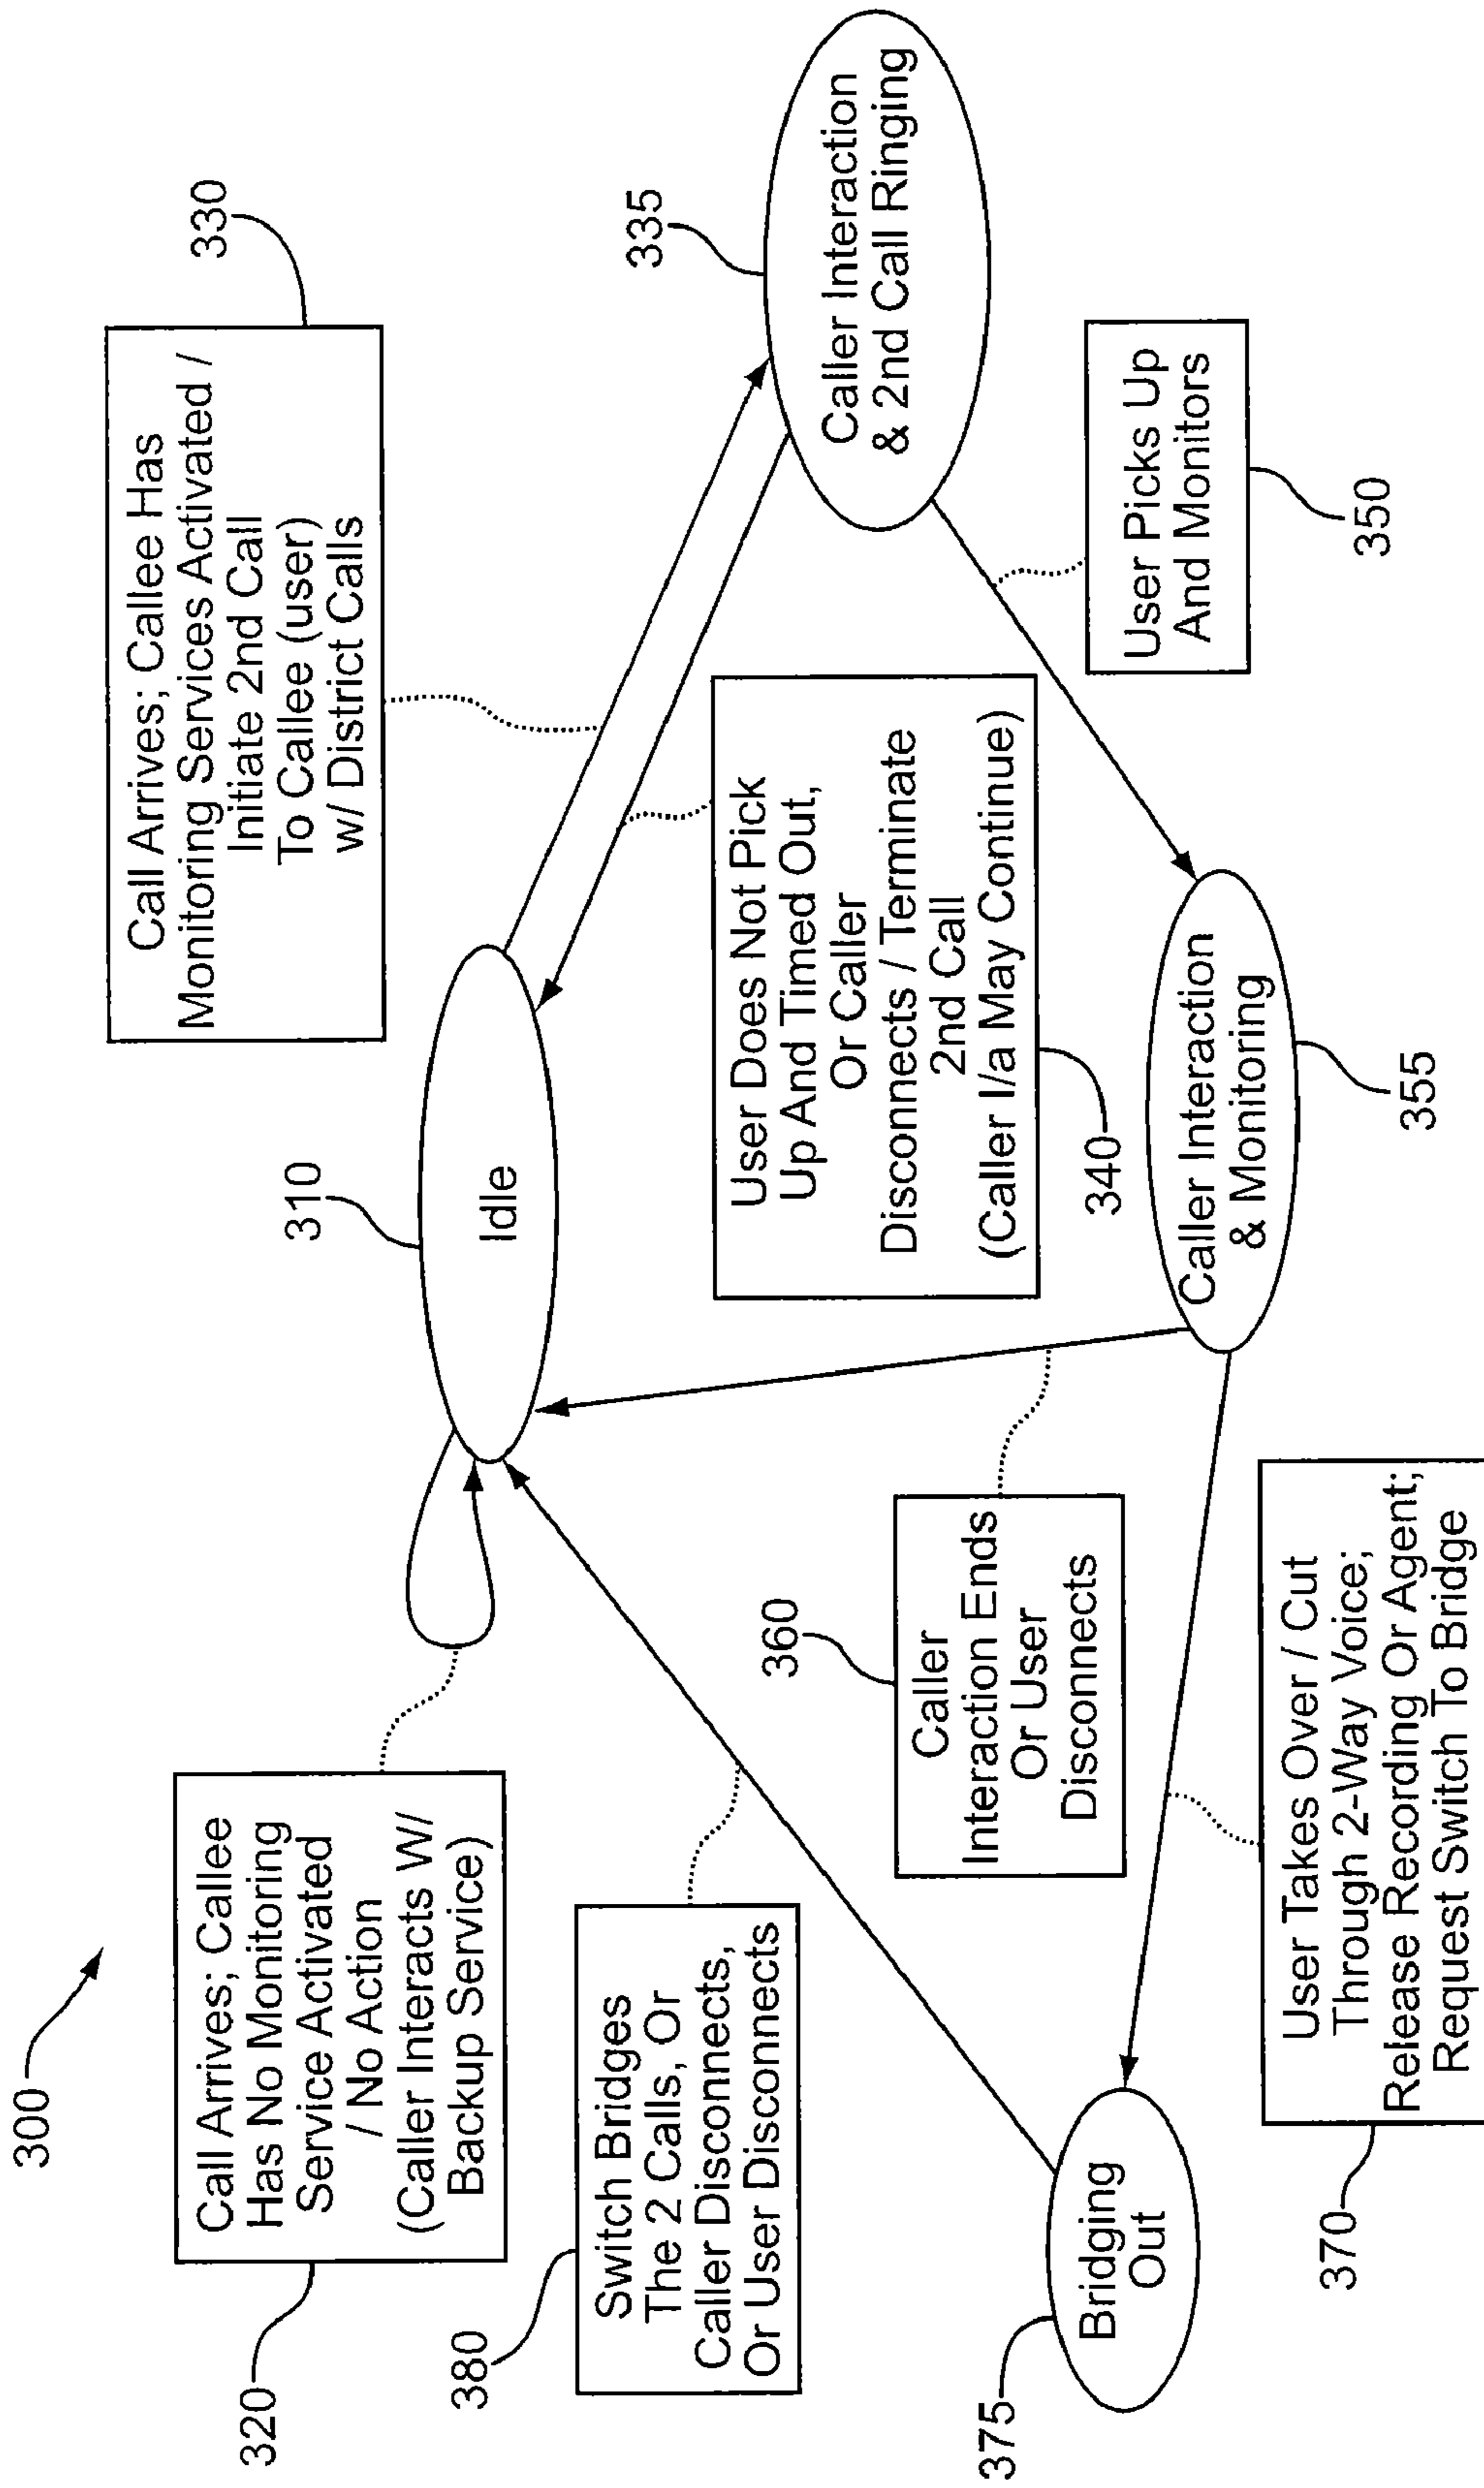 300
320
Call Arrives; Callee
Has No Monitoring
Service Activated
/ No Action
(Caller Interacts W/
Backup Service)
310
Idle
330
Call Arrives; Callee Has
Monitoring Services Activated /
Initiate 2nd Call
To Callee (user)
w/ District Calls
380
Switch Bridges
The 2 Calls, Or
Caller Disconnects,
Or User Disconnects
360
Caller
Interaction Ends
Or User
Disconnects
User Does Not Pick
Up And Timed Out,
Or Caller
Disconnects / Terminate
2nd Call
(Caller I/a May Continue)
340
335
Caller Interaction
& 2nd Call Ringing
375
Bridging
Out
Caller Interaction
& Monitoring
355
User Picks Up
And Monitors
350
370
User Takes Over / Cut
Through 2-Way Voice;
Release Recording Or Agent;
Request Switch To Bridge